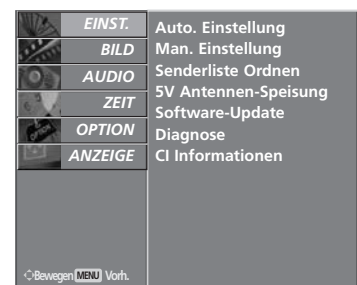 EINST.
BILD
AUDIO
ZEIT
OPTION
ANZEIGE
Auto. Einstellung
Man. Einstellung
Senderliste Ordnen
5V Antennen-Speisung
Software-Update
Diagnose
CI Informationen
Bewegen MENU Vorh.